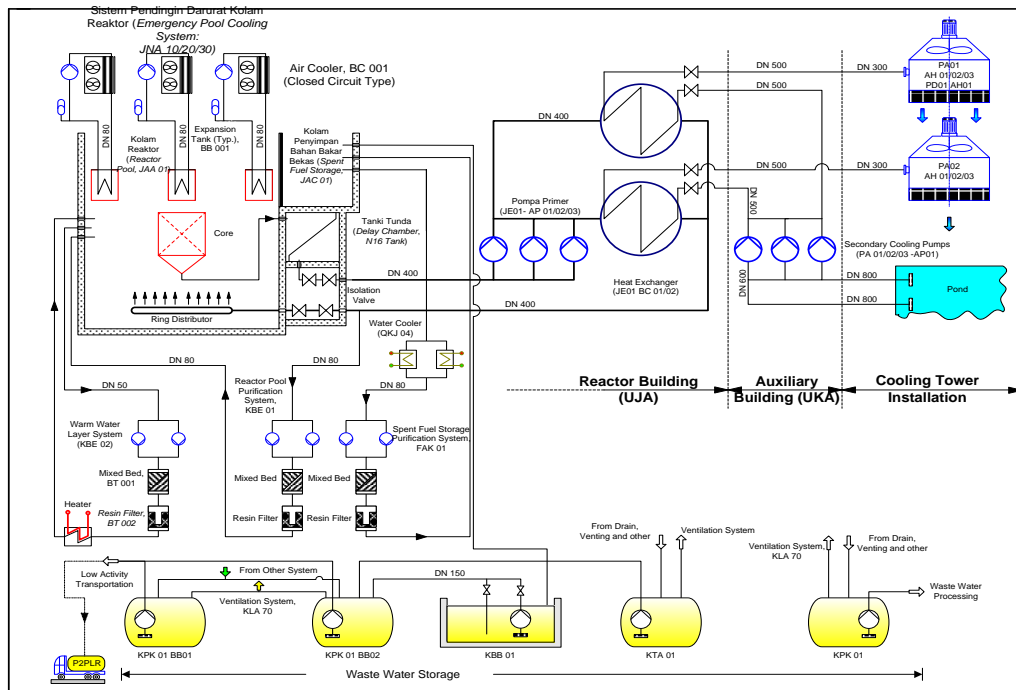 Sistem Pendingin Darurat Kolam
Reaktor (Emergency Pool Cooling
System:
JNA 10/20/30)
Air Cooler, BC 001
(Closed Circuit Type)
DN 80
DN 80
DN 80
Kolam
Reaktor
(Reactor
Pool, JAA 01)
Expansion
Tank (Typ.),
BB 001
Kolam
Penyimpan
Bahan Bakar
Bekas (Spent
Fuel Storage,
JAC 01)
Core
Ring Distributor
Tanki Tunda
(Delay Chamber,
N16 Tank)
DN 400
Isolation
Valve
DN 400
DN 400
Pompa Primer
(JE01- AP 01/02/03)
Heat Exchanger
(JE01 BC 01/02)
DN 500
DN 500
DN 500
DN 500
DN 600
DN 300
DN 300
PA01
AH 01/02/03
PD01 AH01
PA02
AH 01/02/03
Secondary Cooling Pumps
(PA 01/02/03 -AP01)
DN 800
DN 800
Pond
Reactor Building
(UJA)
Auxiliary
Building (UKA)
Cooling Tower
Installation
Water Cooler
(QKJ 04)
DN 50
DN 80
DN 80
DN 80
Warm Water
Layer System
(KBE 02)
Reactor Pool
Purification
System,
KBE 01
Spent Fuel Storage
Purification System,
FAK 01
Mixed Bed,
BT 001
Mixed Bed
Mixed Bed
Heater
Resin Filter,
BT 002
Resin Filter
Resin Filter
Low Activity
Transportation
From Other System
Ventilation System,
KLA 70
DN 150
From Drain,
Venting and other
Ventilation System
Ventilation System,
KLA 70
From Drain,
Venting and other
Waste Water
Processing
P2PLR
KPK 01 BB01
KPK 01 BB02
KBB 01
KTA 01
KPK 01
Waste Water Storage